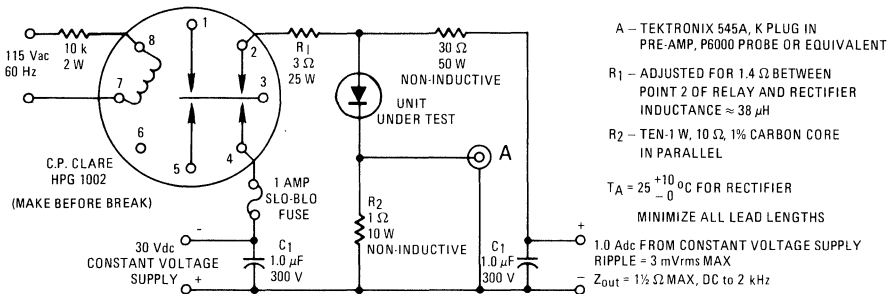 115 Vac
60 Hz
10 k
2 W
8
7
6
5
1
2
3
4
C.P. CLARE
HPG 1002
(MAKE BEFORE BREAK)
1 AMP
SLO-BLO
FUSE
30 Vdc
CONSTANT VOLTAGE
SUPPLY
-
+
C1
1.0 μF
300 V
R1
3 Ω
25 W
30 Ω
50 W
NON-INDUCTIVE
UNIT
UNDER TEST
A
R2
1 Ω
10 W
NON-INDUCTIVE
C1
1.0 μF
300 V
+
-
A – TEKTRONIX 545A, K PLUG IN
PRE-AMP, P6000 PROBE OR EQUIVALENT
R1 – ADJUSTED FOR 1.4 Ω BETWEEN
POINT 2 OF RELAY AND RECTIFIER
INDUCTANCE ≈ 38 μH
R2 – TEN-1 W, 10 Ω, 1% CARBON CORE
IN PARALLEL
TA = 25 +10 -0 °C FOR RECTIFIER
MINIMIZE ALL LEAD LENGTHS
1.0 Adc FROM CONSTANT VOLTAGE SUPPLY
RIPPLE = 3 mVrms MAX
Zout = 1½ Ω MAX, DC to 2 kHz